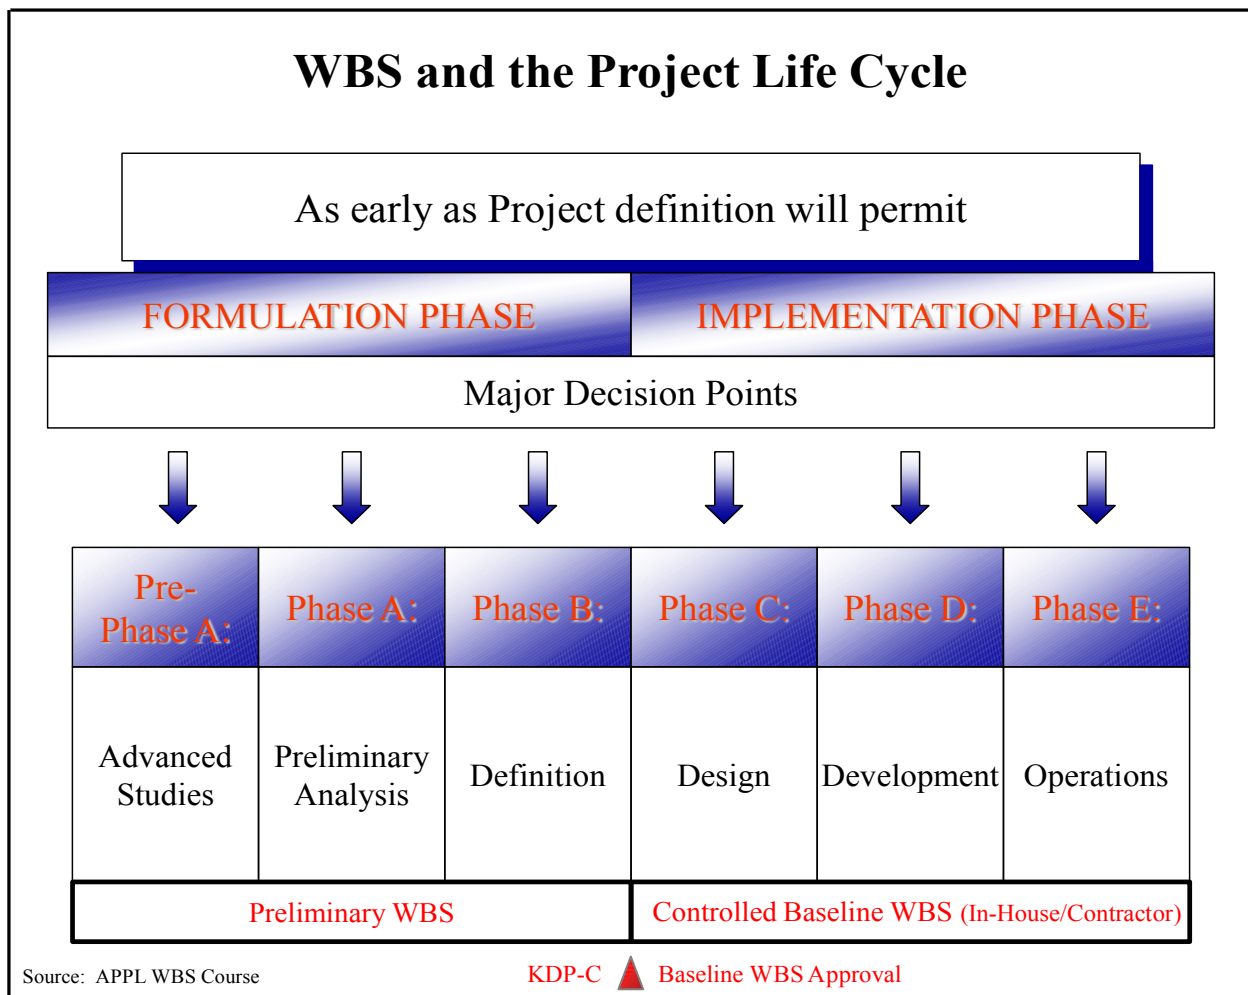 WBS and the Project Life Cycle
As early as Project definition will permit
FORMULATION PHASE
IMPLEMENTATION PHASE
Major Decision Points
Pre-
Phase A:
Phase A:
Phase B:
Phase C:
Phase D:
Phase E:
Advanced
Studies
Preliminary
Analysis
Definition
Design
Development
Operations
Preliminary WBS
Controlled Baseline WBS (In-House/Contractor)
Source:  APPL WBS Course
KDP-C
Baseline WBS Approval